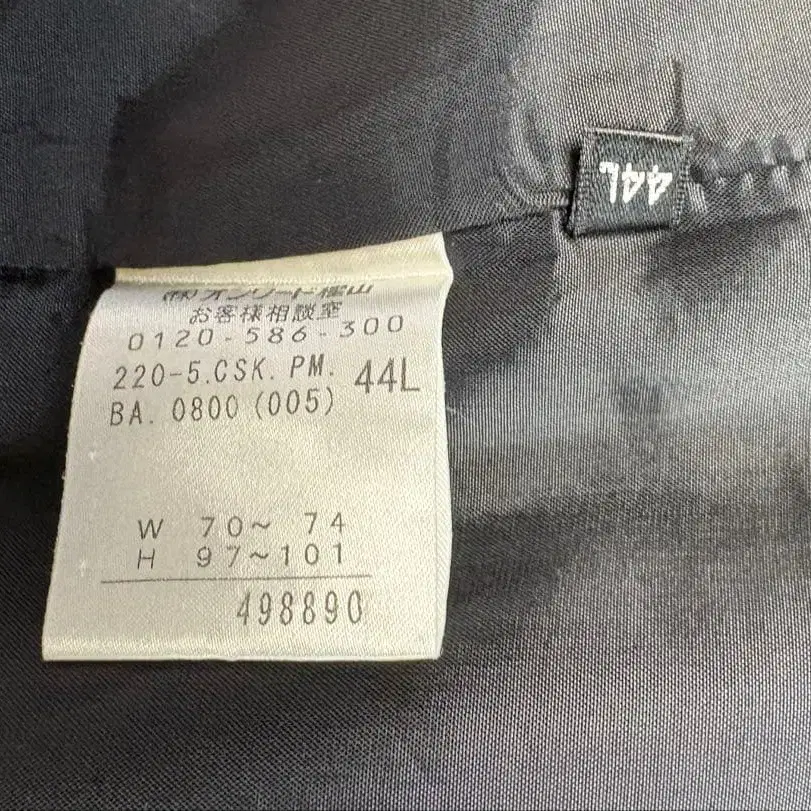 (株)オンワード樫山
お客様相談室
0120-586-300
220-5.CSK. PM. 44L
BA. 0800 (005)
W 70~ 74
H 97~101
498890
44L